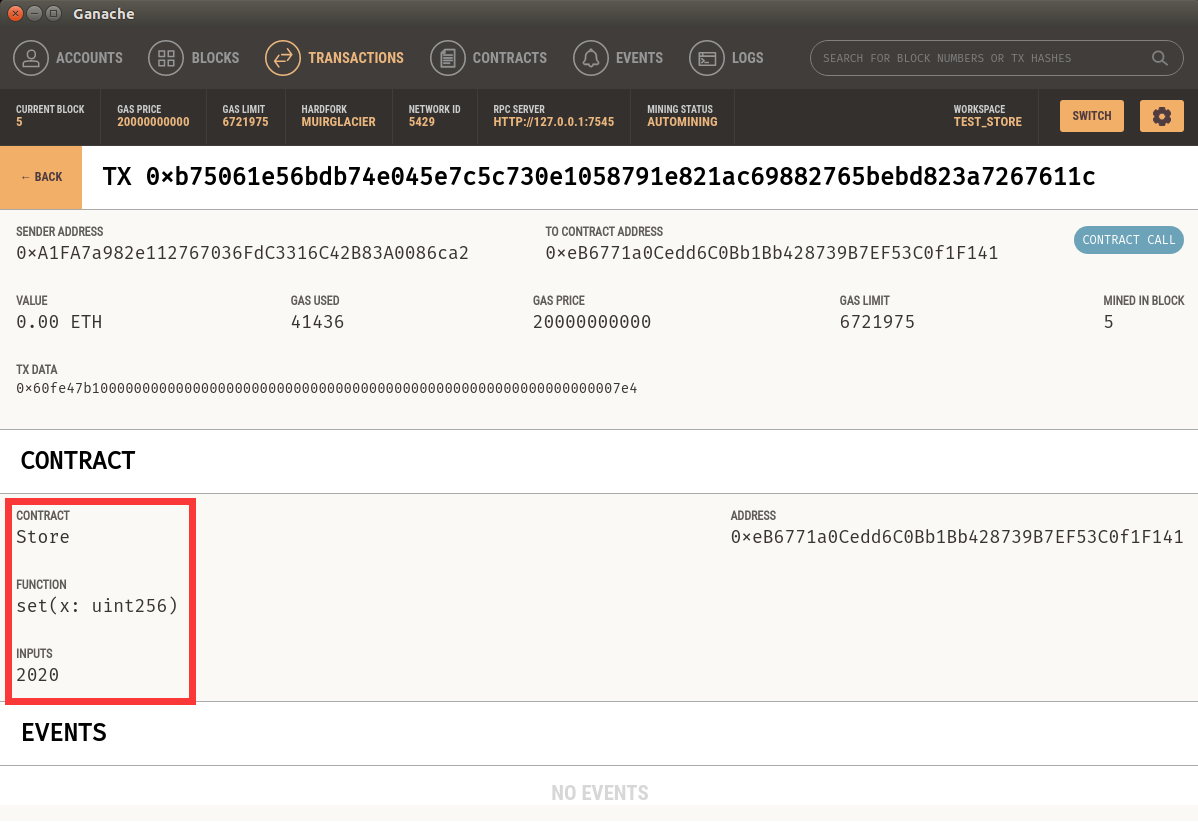 Ganache
ACCOUNTS BLOCKS TRANSACTIONS CONTRACTS EVENTS LOGS SEARCH FOR BLOCK NUMBERS OR TX HASHES
CURRENT BLOCK GAS PRICE GAS LIMIT HARDFORK NETWORK ID RPC SERVER MINING STATUS WORKSPACE
5 20000000000 6721975 MUIRGLACIER 5429 HTTP://127.0.0.1:7545 AUTOMINING TEST_STORE SWITCH
← BACK TX 0×b75061e56bdb74e045e7c5c730e1058791e821ac69882765bebd823a7267611c
SENDER ADDRESS TO CONTRACT ADDRESS
0×A1FA7a982e112767036FdC3316C42B83A0086ca2 0×eB6771a0Cedd6C0Bb1Bb428739B7EF53C0f1F141 CONTRACT CALL
VALUE GAS USED GAS PRICE GAS LIMIT MINED IN BLOCK
0.00 ETH 41436 20000000000 6721975 5
TX DATA
0×60fe47b100000000000000000000000000000000000000000000000000000000000007e4
CONTRACT
CONTRACT ADDRESS
Store 0×eB6771a0Cedd6C0Bb1Bb428739B7EF53C0f1F141
FUNCTION
set(x: uint256)
INPUTS
2020
EVENTS
NO EVENTS